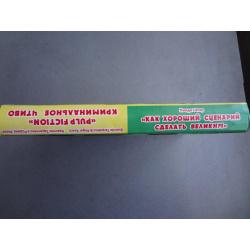 «КАК ХОРОШИЙ СЦЕНАРИЙ
СДЕЛАТЬ ВЕЛИКИМ»
«PULP FICTION»
КРИМИНАЛЬНОЕ ЧТИВО